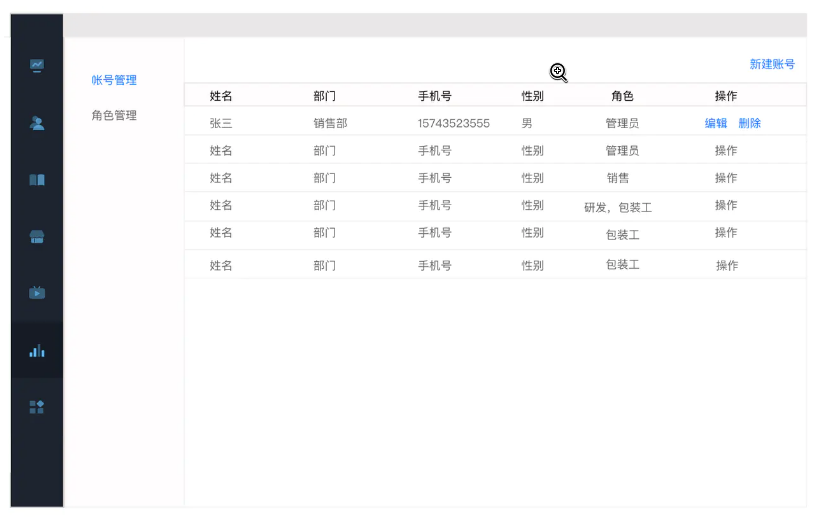 新建账号
帐号管理
角色管理
姓名 部门 手机号 性别 角色 操作
张三 销售部 15743523555 男 管理员 编辑 删除
姓名 部门 手机号 性别 管理员 操作
姓名 部门 手机号 性别 销售 操作
姓名 部门 手机号 性别 研发，包装工 操作
姓名 部门 手机号 性别 包装工 操作
姓名 部门 手机号 性别 包装工 操作